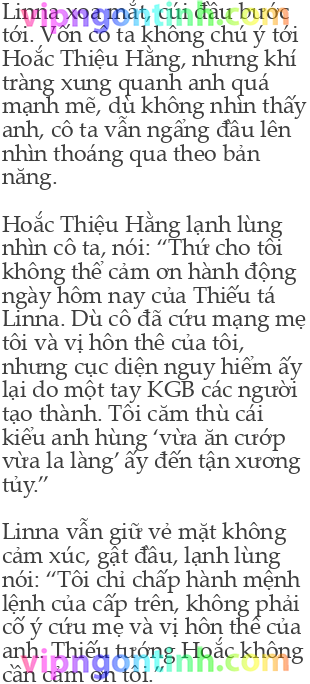 Linna xoa mắt, cúi đầu bước
tới. Vốn cô ta không chú ý tới
Hoắc Thiệu Hằng, nhưng khí
tràng xung quanh anh quá
mạnh mẽ, dù không nhìn thấy
anh, cô ta vẫn ngẩng đầu lên
nhìn thoáng qua theo bản
năng.
Hoắc Thiệu Hằng lạnh lùng
nhìn cô ta, nói: “Thứ cho tôi
không thể cảm ơn hành động
ngày hôm nay của Thiếu tá
Linna. Dù cô đã cứu mạng mẹ
tôi và vị hôn thê của tôi,
nhưng cục diện nguy hiểm ấy
lại do một tay KGB các người
tạo thành. Tôi căm thù cái
kiểu anh hùng ‘vừa ăn cướp
vừa la làng’ ấy đến tận xương
tủy.”
Linna vẫn giữ vẻ mặt không
cảm xúc, gật đầu, lạnh lùng
nói: “Tôi chỉ chấp hành mệnh
lệnh của cấp trên, không phải
cố ý cứu mẹ và vị hôn thê của
anh. Thiếu tướng Hoắc không
cần cảm ơn tôi.”
vipngontinh.com
vipngontinh.com